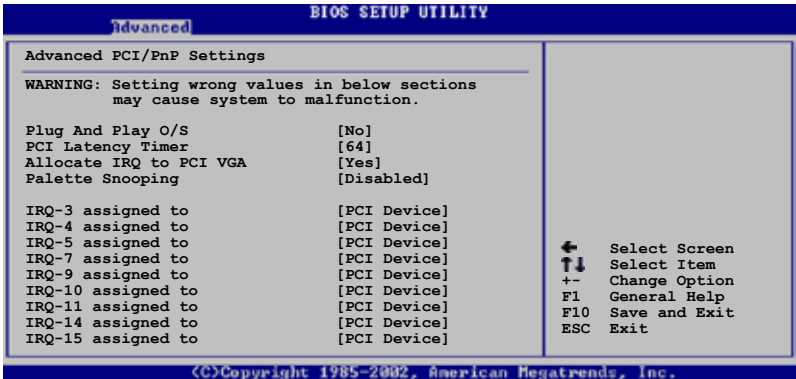 BIOS SETUP UTILITY
Advanced
Advanced PCI/PnP Settings
WARNING: Setting wrong values in below sections
may cause system to malfunction.
Plug And Play O/S [No]
PCI Latency Timer [64]
Allocate IRQ to PCI VGA [Yes]
Palette Snooping [Disabled]
IRQ-3 assigned to [PCI Device]
IRQ-4 assigned to [PCI Device]
IRQ-5 assigned to [PCI Device]
IRQ-7 assigned to [PCI Device]
IRQ-9 assigned to [PCI Device]
IRQ-10 assigned to [PCI Device]
IRQ-11 assigned to [PCI Device]
IRQ-14 assigned to [PCI Device]
IRQ-15 assigned to [PCI Device]
← Select Screen
↑↓ Select Item
+- Change Option
F1 General Help
F10 Save and Exit
ESC Exit
(C)Copyright 1985-2002, American Megatrends, Inc.